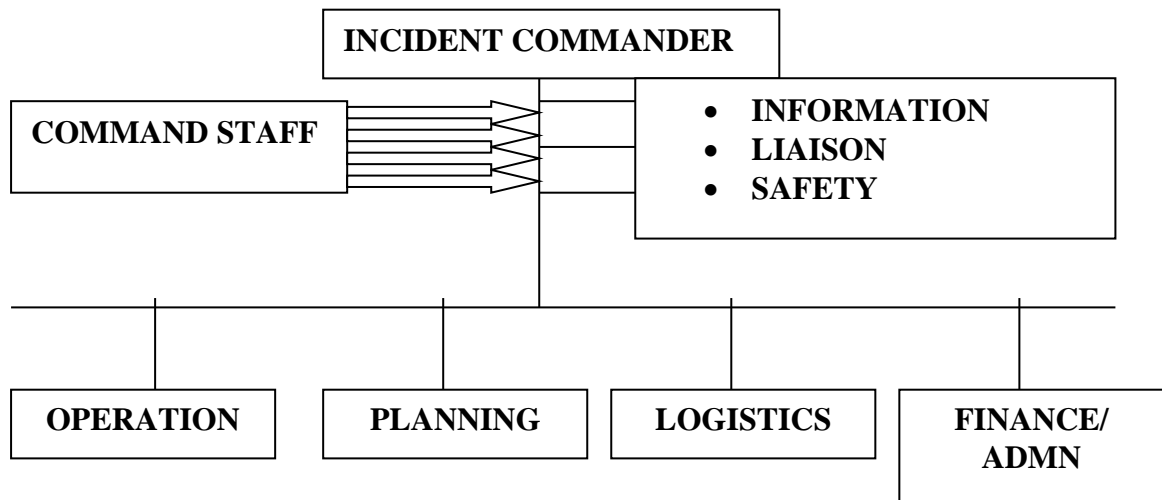 INCIDENT COMMANDER
COMMAND STAFF
• INFORMATION
• LIAISON
• SAFETY
OPERATION
PLANNING
LOGISTICS
FINANCE/
ADMN